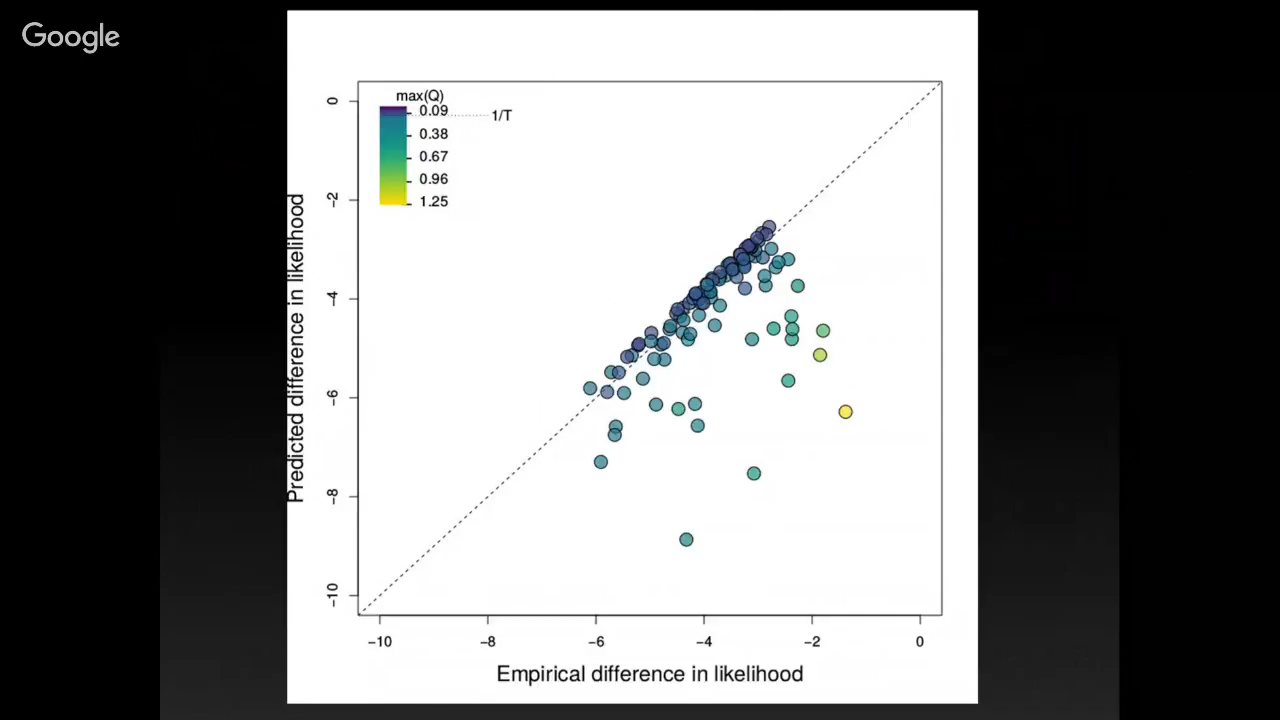 Google
max(Q)
0.09
1/T
0.38
0.67
0.96
1.25
0
−2
−4
−6
−8
−10
Predicted difference in likelihood
−10 −8 −6 −4 −2 0
Empirical difference in likelihood